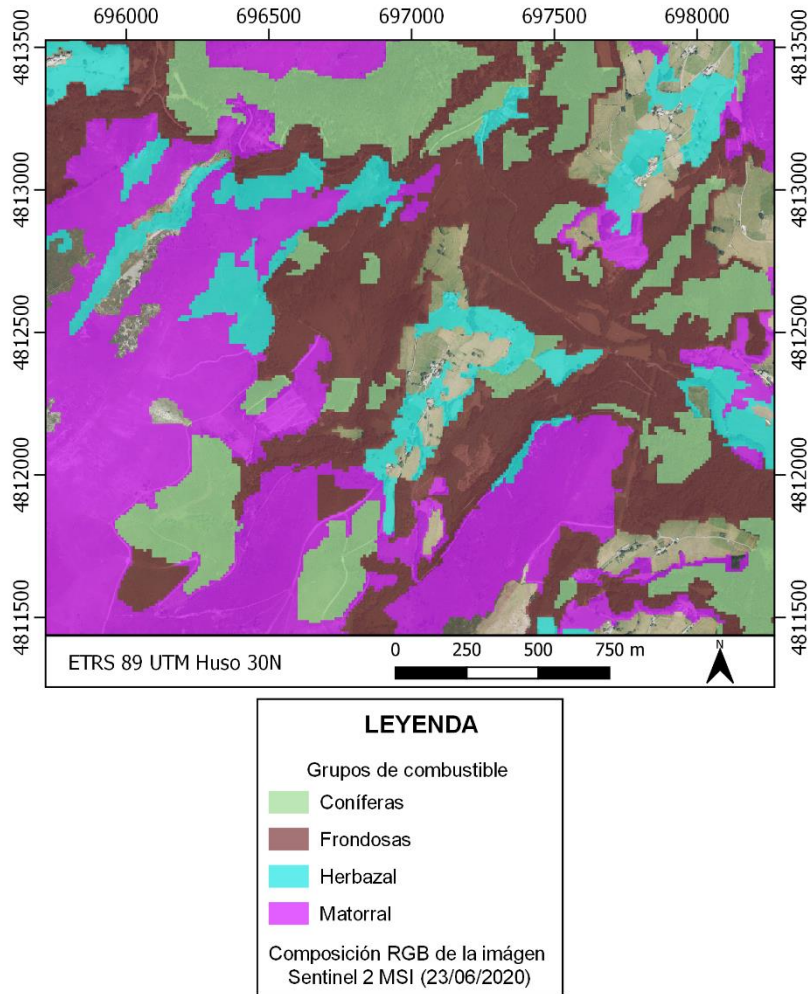 696000 696500 697000 697500 698000
4813500 4813500
4813000 4813000
4812500 4812500
4812000 4812000
4811500 4811500
ETRS 89 UTM Huso 30N
0 250 500 750 m
N
LEYENDA
Grupos de combustible
Coníferas
Frondosas
Herbazal
Matorral
Composición RGB de la imágen
Sentinel 2 MSI (23/06/2020)